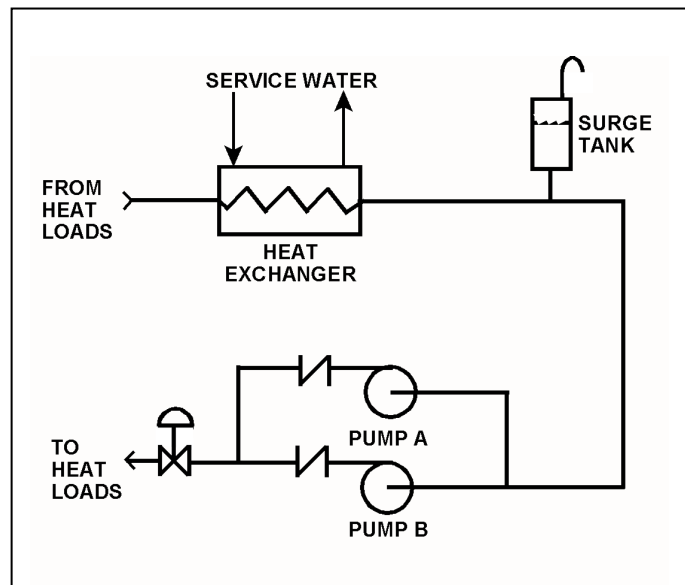 SERVICE WATER
SURGE
TANK
FROM
HEAT
LOADS
HEAT
EXCHANGER
PUMP A
TO
HEAT
LOADS
PUMP B